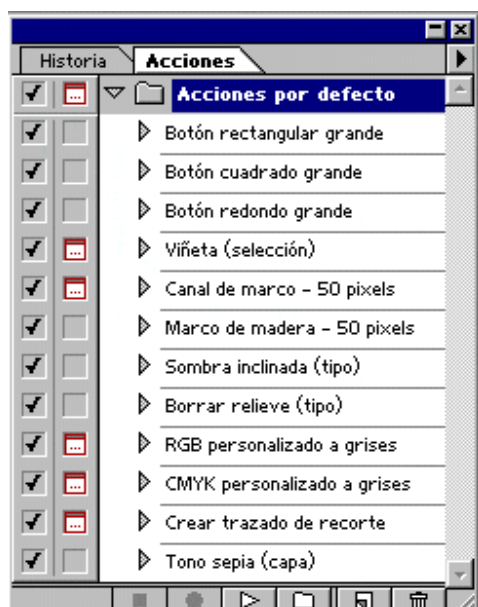 Historia Acciones
Acciones por defecto
Botón rectangular grande
Botón cuadrado grande
Botón redondo grande
Viñeta (selección)
Canal de marco - 50 pixels
Marco de madera - 50 pixels
Sombra inclinada (tipo)
Borrar relieve (tipo)
RGB personalizado a grises
CMYK personalizado a grises
Crear trazado de recorte
Tono sepia (capa)